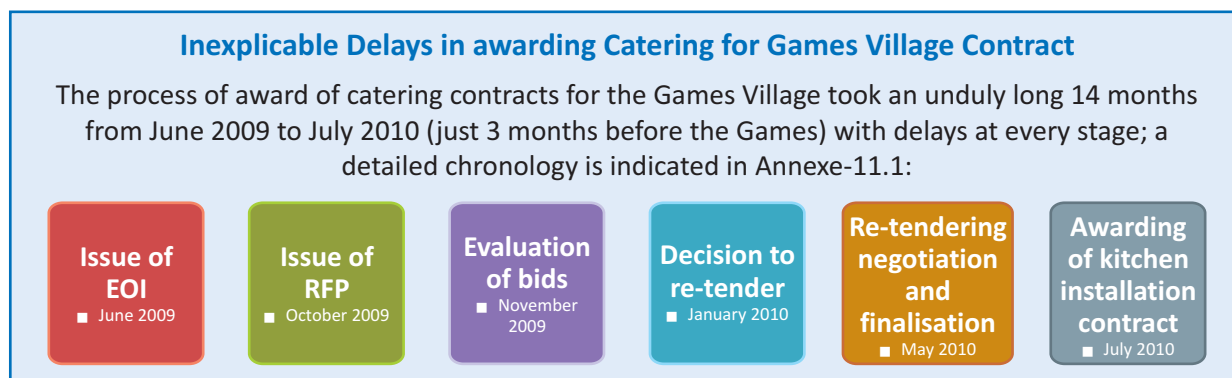 Inexplicable Delays in awarding Catering for Games Village Contract
The process of award of catering contracts for the Games Village took an unduly long 14 months
from June 2009 to July 2010 (just 3 months before the Games) with delays at every stage; a
detailed chronology is indicated in Annexe-11.1:
Issue of
EOI
■ June 2009
Issue of
RFP
■ October 2009
Evaluation
of bids
■ November
2009
Decision to
re-tender
■ January 2010
Re-tendering
negotiation
and
finalisation
■ May 2010
Awarding
of kitchen
installation
contract
■ July 2010